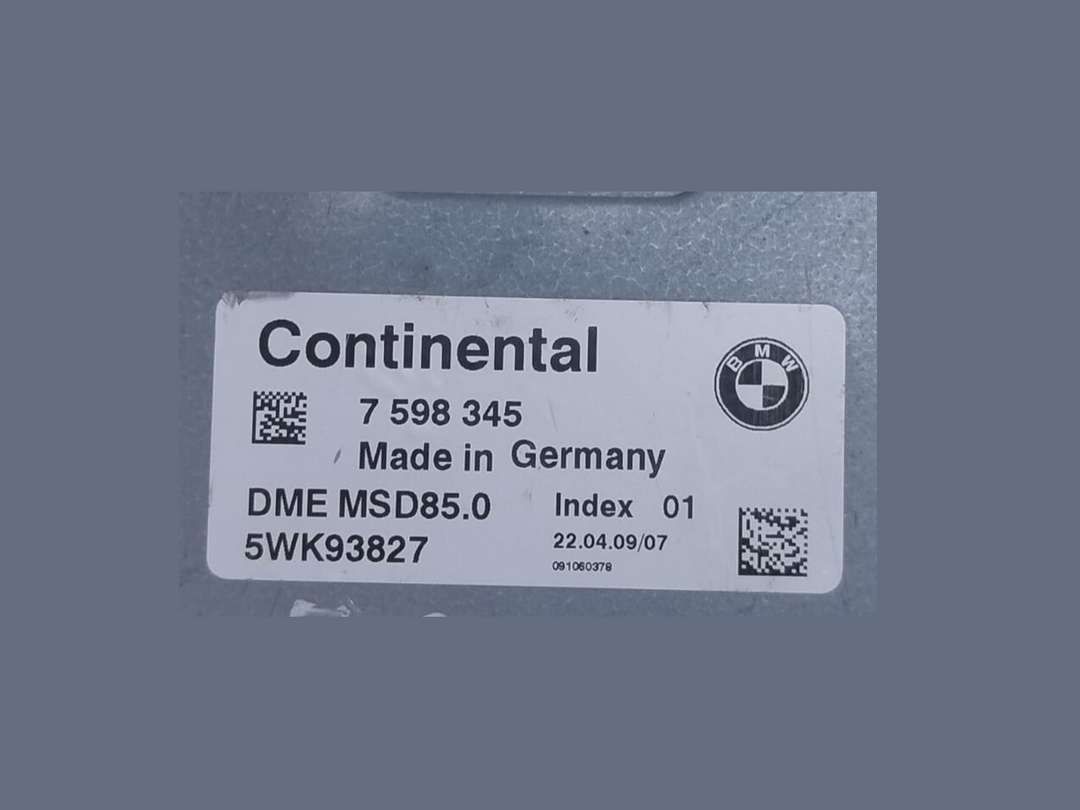 Continental
BMW
7 598 345
Made in Germany
DME MSD85.0 Index 01
5WK93827 22.04.09/07
091060378